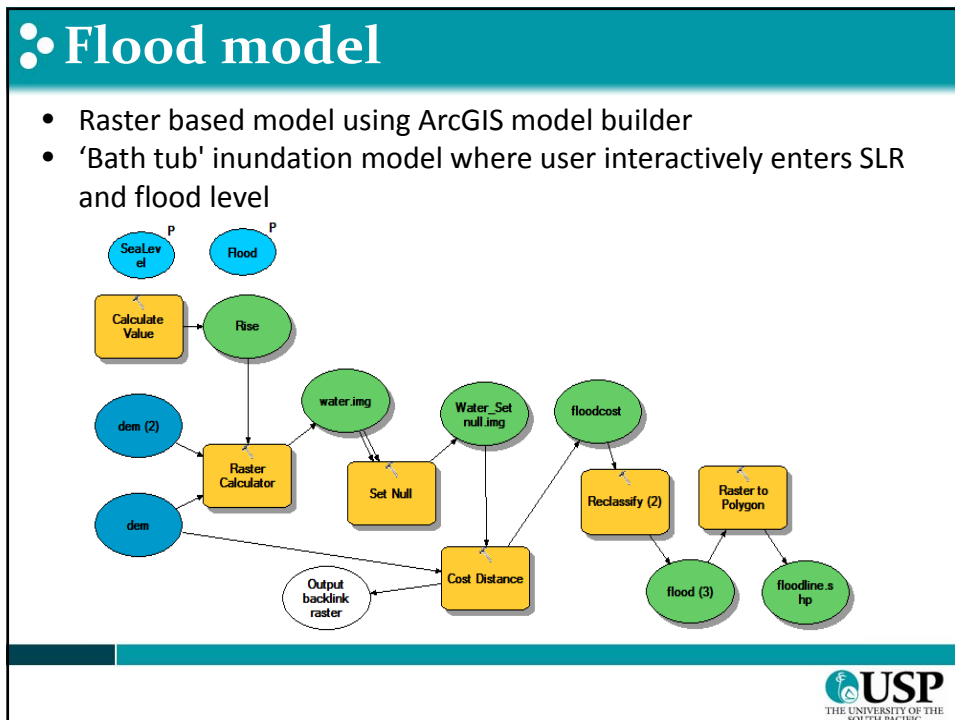 Flood model
• Raster based model using ArcGIS model builder
• ‘Bath tub' inundation model where user interactively enters SLR
and flood level
P
P
SeaLev
el
Flood
Calculate
Value
Rise
dem (2)
water.img
Water_Set
null.img
floodcost
Raster
Calculator
Set Null
Reclassify (2)
Raster to
Polygon
dem
Cost Distance
Output
backlink
raster
flood (3)
floodline.s
hp
USP
THE UNIVERSITY OF THE
SOUTH PACIFIC